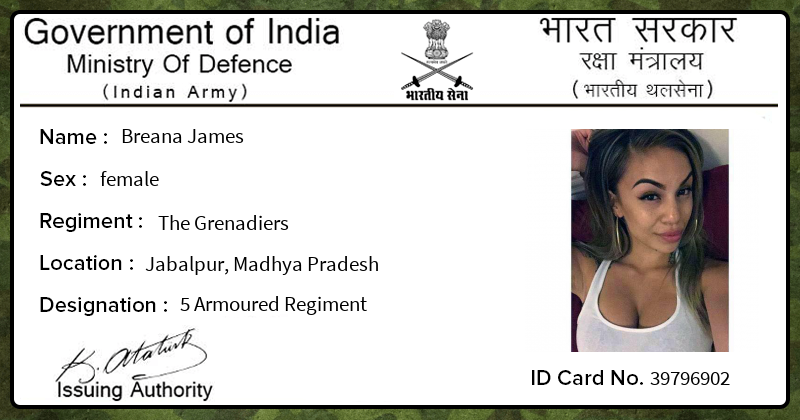 Government of India
Ministry Of Defence
(Indian Army)
भारतीय सेना
भारत सरकार
रक्षा मंत्रालय
(भारतीय थलसेना)
Name : Breana James
Sex : female
Regiment : The Grenadiers
Location : Jabalpur, Madhya Pradesh
Designation : 5 Armoured Regiment
K. Ataturk
Issuing Authority
ID Card No. 39796902